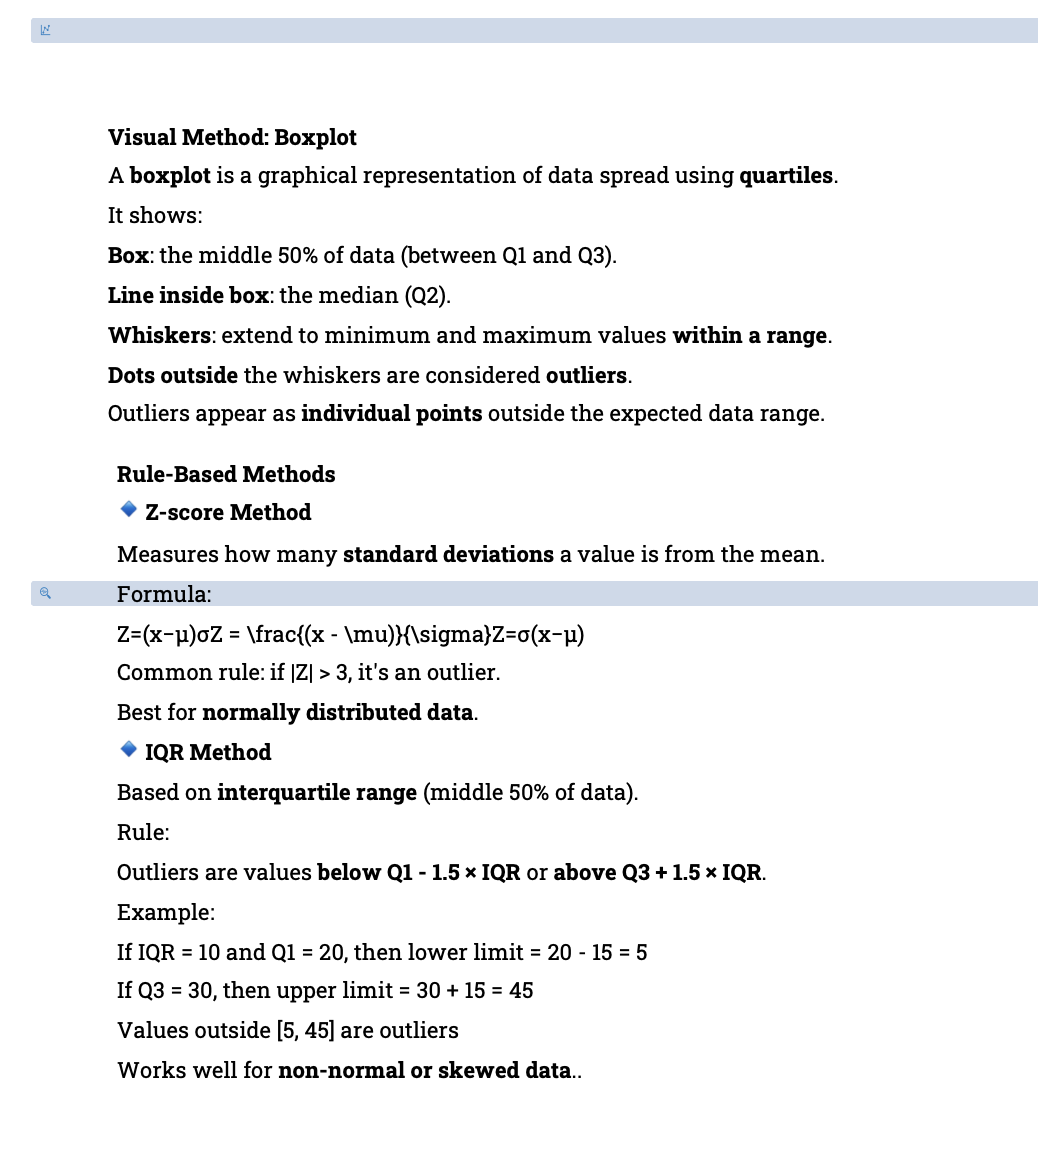 Visual Method: Boxplot
A boxplot is a graphical representation of data spread using quartiles.
It shows:
Box: the middle 50% of data (between Q1 and Q3).
Line inside box: the median (Q2).
Whiskers: extend to minimum and maximum values within a range.
Dots outside the whiskers are considered outliers.
Outliers appear as individual points outside the expected data range.
Rule-Based Methods
🔹 Z-score Method
Measures how many standard deviations a value is from the mean.
Formula:
Z=(x−μ)σZ = \frac{(x - \mu)}{\sigma}Z=σ(x−μ)
Common rule: if |Z| > 3, it's an outlier.
Best for normally distributed data.
🔹 IQR Method
Based on interquartile range (middle 50% of data).
Rule:
Outliers are values below Q1 - 1.5 × IQR or above Q3 + 1.5 × IQR.
Example:
If IQR = 10 and Q1 = 20, then lower limit = 20 - 15 = 5
If Q3 = 30, then upper limit = 30 + 15 = 45
Values outside [5, 45] are outliers
Works well for non-normal or skewed data..